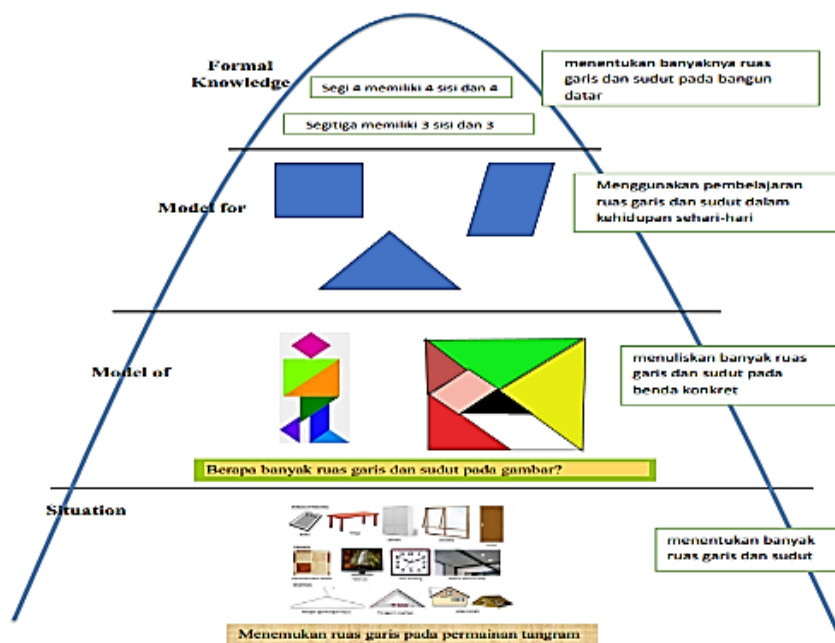 Formal
Knowledge
Segi 4 memiliki 4 sisi dan 4
Segitiga memiliki 3 sisi dan 3
menentukan banyaknya ruas
garis dan sudut pada bangun
datar
Model for
Menggunakan pembelajaran
ruas garis dan sudut dalam
kehidupan sehari-hari
Model of
menuliskan banyak ruas
garis dan sudut pada
benda konkret
Berapa banyak ruas garis dan sudut pada gambar?
Situation
menentukan banyak
ruas garis dan sudut
Menemukan ruas garis pada permainan tangram